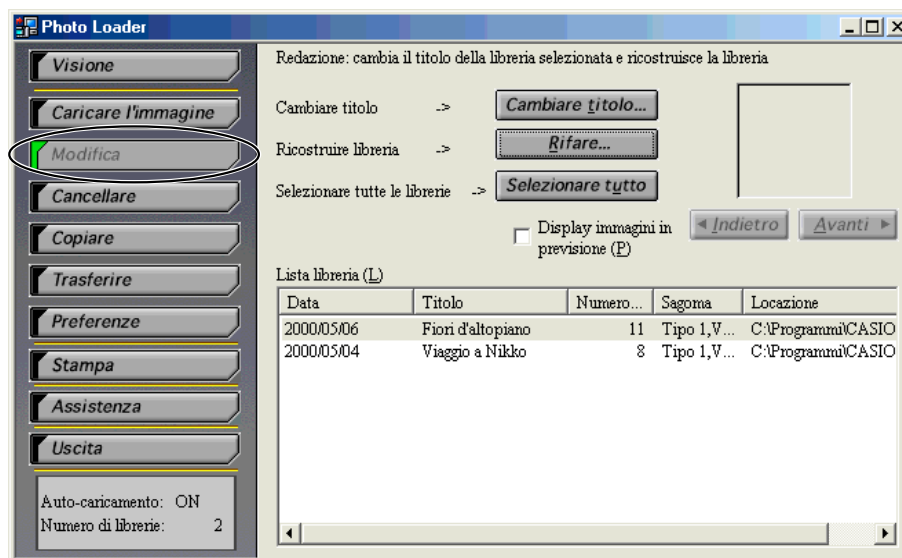 Photo Loader
Visione
Caricare l'immagine
Modifica
Cancellare
Copiare
Trasferire
Preferenze
Stampa
Assistenza
Uscita
Auto-caricamento: ON
Numero di librerie: 2
Redazione: cambia il titolo della libreria selezionata e ricostruisce la libreria
Cambiare titolo -> Cambiare titolo...
Ricostruire libreria -> Rifare...
Selezionare tutte le librerie -> Selezionare tutto
Display immagini in
previsione (P)
Indietro Avanti
Lista libreria (L)
Data Titolo Numero... Sagoma Locazione
2000/05/06 Fiori d'altopiano 11 Tipo 1,V... C:\Programmi\CASIO
2000/05/04 Viaggio a Nikko 8 Tipo 1,V... C:\Programmi\CASIO